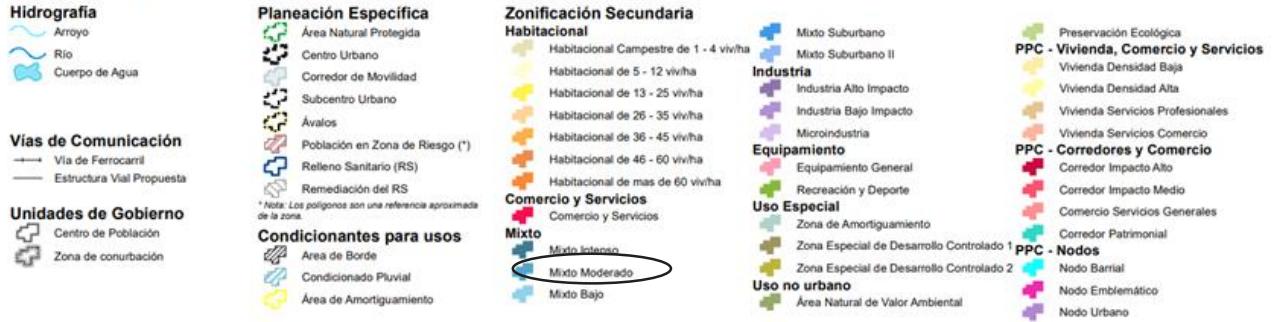 Hidrografía
Arroyo
Río
Cuerpo de Agua
Vías de Comunicación
Vía de Ferrocarril
Estructura Vial Propuesta
Unidades de Gobierno
Centro de Población
Zona de conurbación
Planeación Específica
Área Natural Protegida
Centro Urbano
Corredor de Movilidad
Subcentro Urbano
Ávalos
Población en Zona de Riesgo (*)
Relleno Sanitario (RS)
Remediación del RS
* Nota: Los polígonos son una referencia aproximada
de la zona.
Condicionantes para usos
Area de Borde
Condicionado Pluvial
Área de Amortiguamiento
Zonificación Secundaria
Habitacional
Habitacional Campestre de 1 - 4 viv/ha
Habitacional de 5 - 12 viv/ha
Habitacional de 13 - 25 viv/ha
Habitacional de 26 - 35 viv/ha
Habitacional de 36 - 45 viv/ha
Habitacional de 46 - 60 viv/ha
Habitacional de mas de 60 viv/ha
Comercio y Servicios
Comercio y Servicios
Mixto
Mixto Intenso
Mixto Moderado
Mixto Bajo
Mixto Suburbano
Mixto Suburbano II
Industria
Industria Alto Impacto
Industria Bajo Impacto
Microindustria
Equipamiento
Equipamiento General
Recreación y Deporte
Uso Especial
Zona de Amortiguamiento
Zona Especial de Desarrollo Controlado 1
Zona Especial de Desarrollo Controlado 2
Uso no urbano
Área Natural de Valor Ambiental
Preservación Ecológica
PPC - Vivienda, Comercio y Servicios
Vivienda Densidad Baja
Vivienda Densidad Alta
Vivienda Servicios Profesionales
Vivienda Servicios Comercio
PPC - Corredores y Comercio
Corredor Impacto Alto
Corredor Impacto Medio
Comercio Servicios Generales
Corredor Patrimonial
PPC - Nodos
Nodo Barrial
Nodo Emblemático
Nodo Urbano